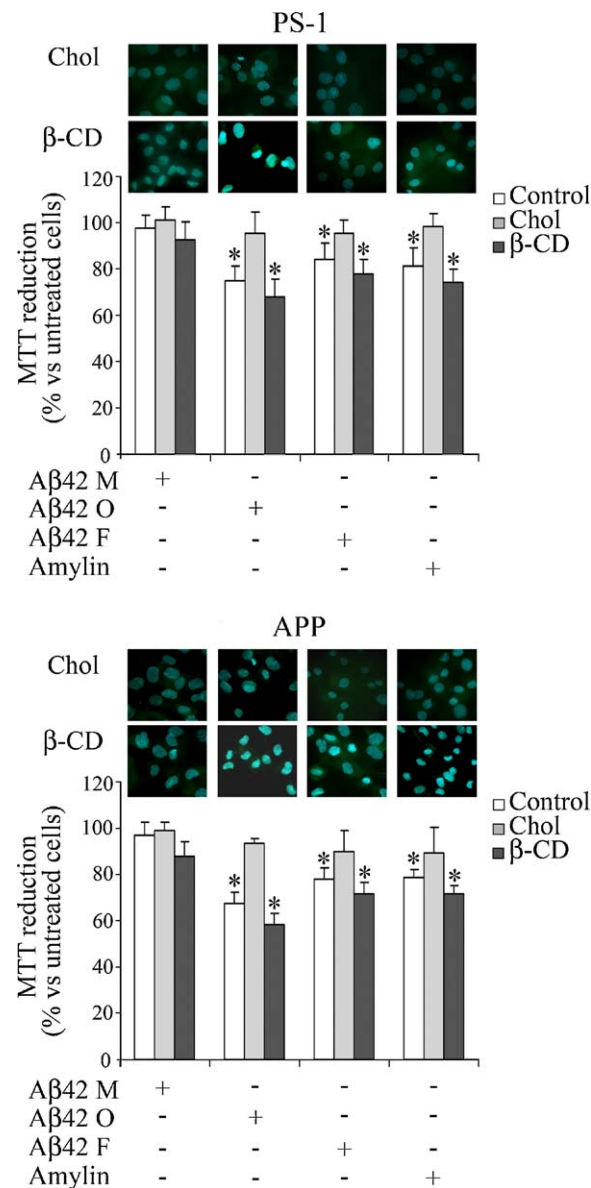 PS-1
Chol
β-CD
120
100
80
60
40
20
0
MTT reduction
(% vs untreated cells)
* * * * * *
Control
Chol
β-CD
Aβ42 M + - - -
Aβ42 O - + - -
Aβ42 F - - + -
Amylin - - - +
APP
Chol
β-CD
120
100
80
60
40
20
0
MTT reduction
(% vs untreated cells)
* * * * * *
Control
Chol
β-CD
Aβ42 M + - - -
Aβ42 O - + - -
Aβ42 F - - + -
Amylin - - - +